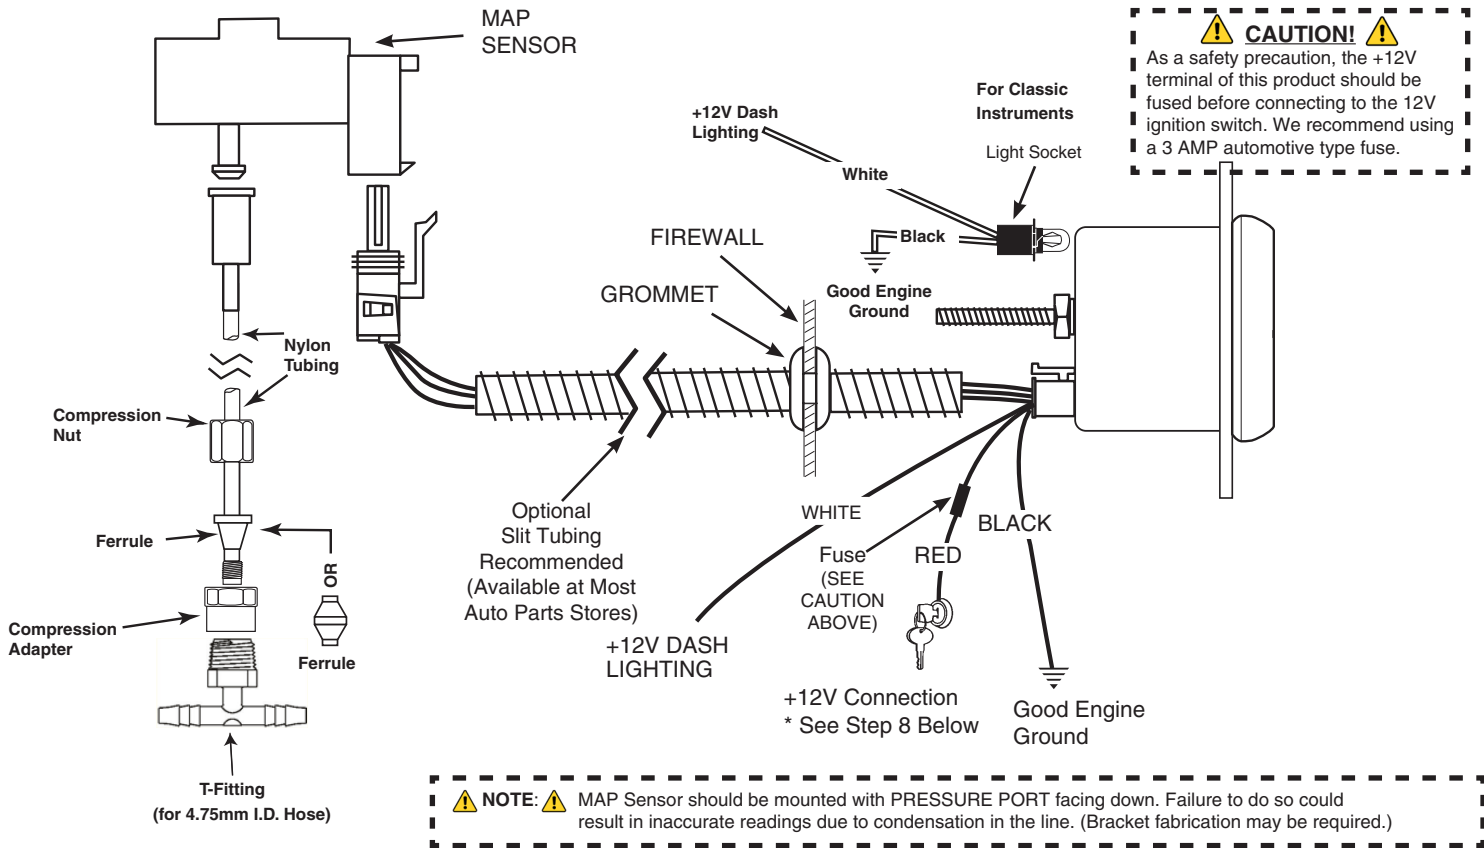 MAP
SENSOR
CAUTION!
As a safety precaution, the +12V
terminal of this product should be
fused before connecting to the 12V
ignition switch. We recommend using
a 3 AMP automotive type fuse.
For Classic
Instruments
Light Socket
+12V Dash
Lighting
White
Black
Good Engine
Ground
FIREWALL
GROMMET
Nylon
Tubing
Compression
Nut
Ferrule
OR
Ferrule
Compression
Adapter
T-Fitting
(for 4.75mm I.D. Hose)
Optional
Slit Tubing
Recommended
(Available at Most
Auto Parts Stores)
WHITE
+12V DASH
LIGHTING
Fuse
(SEE
CAUTION
ABOVE)
RED
BLACK
+12V Connection
* See Step 8 Below
Good Engine
Ground
NOTE: MAP Sensor should be mounted with PRESSURE PORT facing down. Failure to do so could
result in inaccurate readings due to condensation in the line. (Bracket fabrication may be required.)